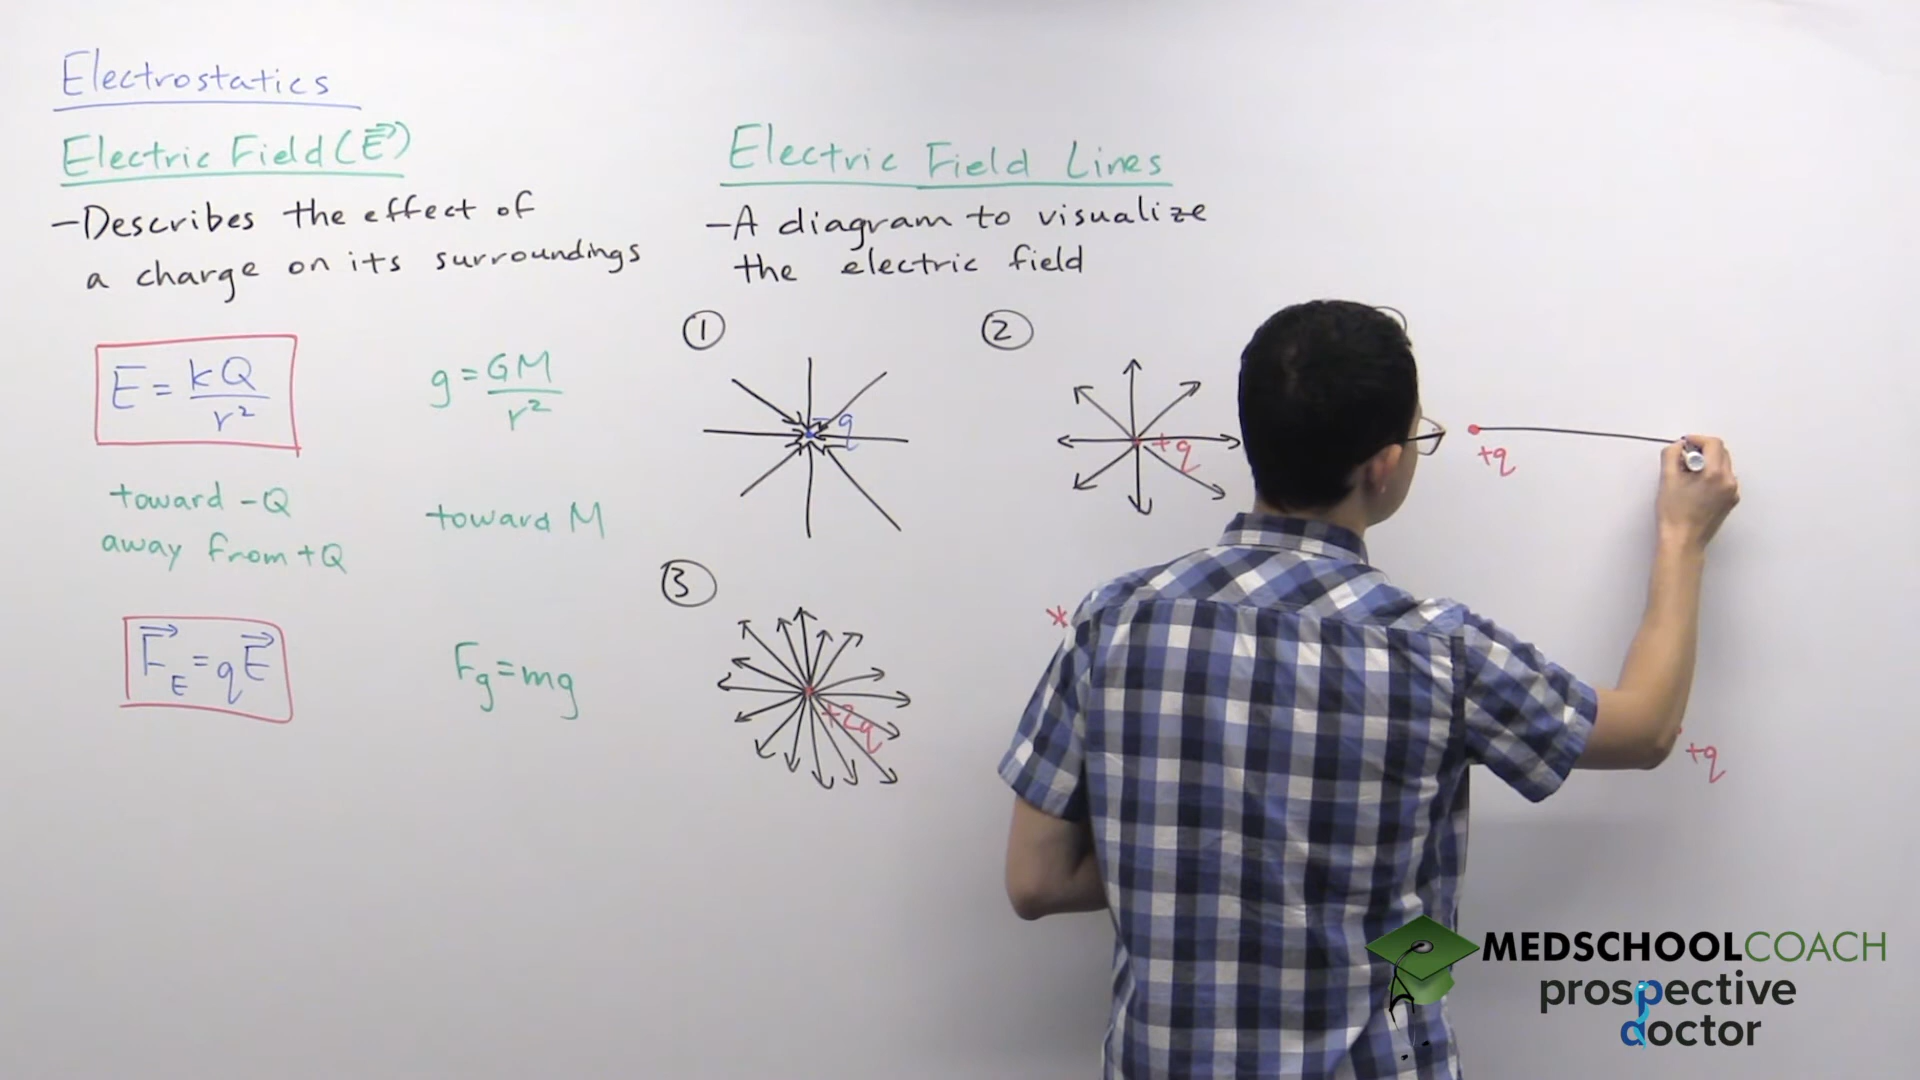 Electrostatics
Electric Field (E)
-Describes the effect of
a charge on its surroundings
E = kQ/r²
g = GM/r²
toward -Q
away from +Q
toward M
F_E = qE
Fg = mg
Electric Field Lines
-A diagram to visualize
the electric field
①
-q
②
+q
③
+2q
+q
*
+q
MEDSCHOOLCOACH
prospective
doctor